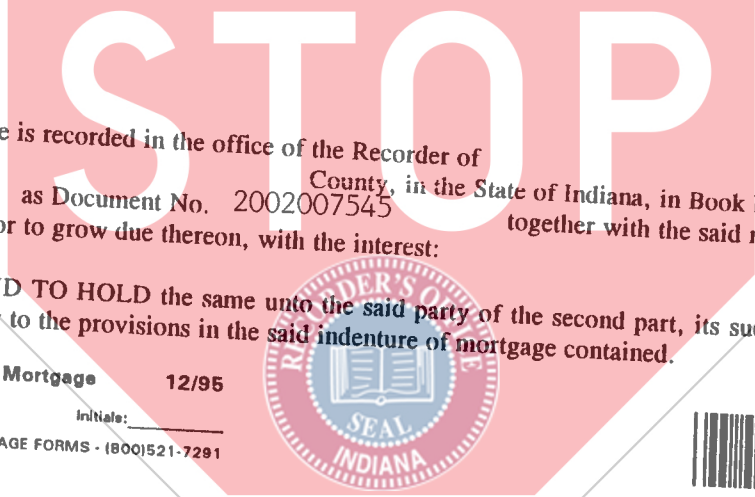 STOP
e is recorded in the office of the Recorder of
County, in the State of Indiana, in Book
as Document No. 2002007545 together with the said
or to grow due thereon, with the interest:
D TO HOLD the same unto the said party of the second part, its su
to the provisions in the said indenture of mortgage contained.
Mortgage 12/95
Initials:
AGE FORMS - (800)521-7291
RECORDER'S OFFICE
SEAL
INDIANA